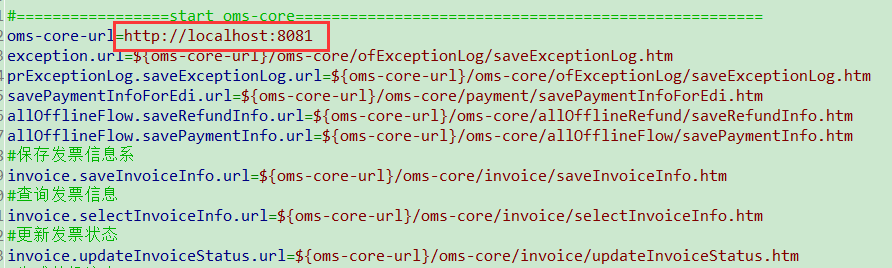 #=================start oms-core===============================================
oms-core-url=http://localhost:8081
exception.url=${oms-core-url}/oms-core/ofExceptionLog/saveExceptionLog.htm
prExceptionLog.saveExceptionLog.url=${oms-core-url}/oms-core/ofExceptionLog/saveExceptionLog.htm
savePaymentInfoForEdi.url=${oms-core-url}/oms-core/payment/savePaymentInfoForEdi.htm
allOfflineFlow.saveRefundInfo.url=${oms-core-url}/oms-core/allOfflineRefund/saveRefundInfo.htm
allOfflineFlow.savePaymentInfo.url=${oms-core-url}/oms-core/allOfflineFlow/savePaymentInfo.htm
#保存发票信息系
invoice.saveInvoiceInfo.url=${oms-core-url}/oms-core/invoice/saveInvoiceInfo.htm
#查询发票信息
invoice.selectInvoiceInfo.url=${oms-core-url}/oms-core/invoice/selectInvoiceInfo.htm
#更新发票状态
invoice.updateInvoiceStatus.url=${oms-core-url}/oms-core/invoice/updateInvoiceStatus.htm